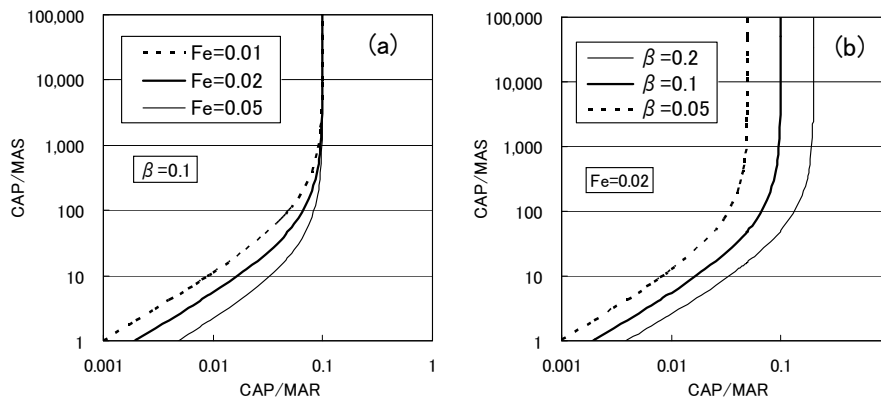 (a)
100,000
10,000
1,000
100
10
1
CAP/MAS
Fe=0.01
Fe=0.02
Fe=0.05
β=0.1
0.001
0.01
0.1
1
CAP/MAR
(b)
100,000
10,000
1,000
100
10
1
CAP/MAS
β=0.2
β=0.1
β=0.05
Fe=0.02
0.001
0.01
0.1
CAP/MAR